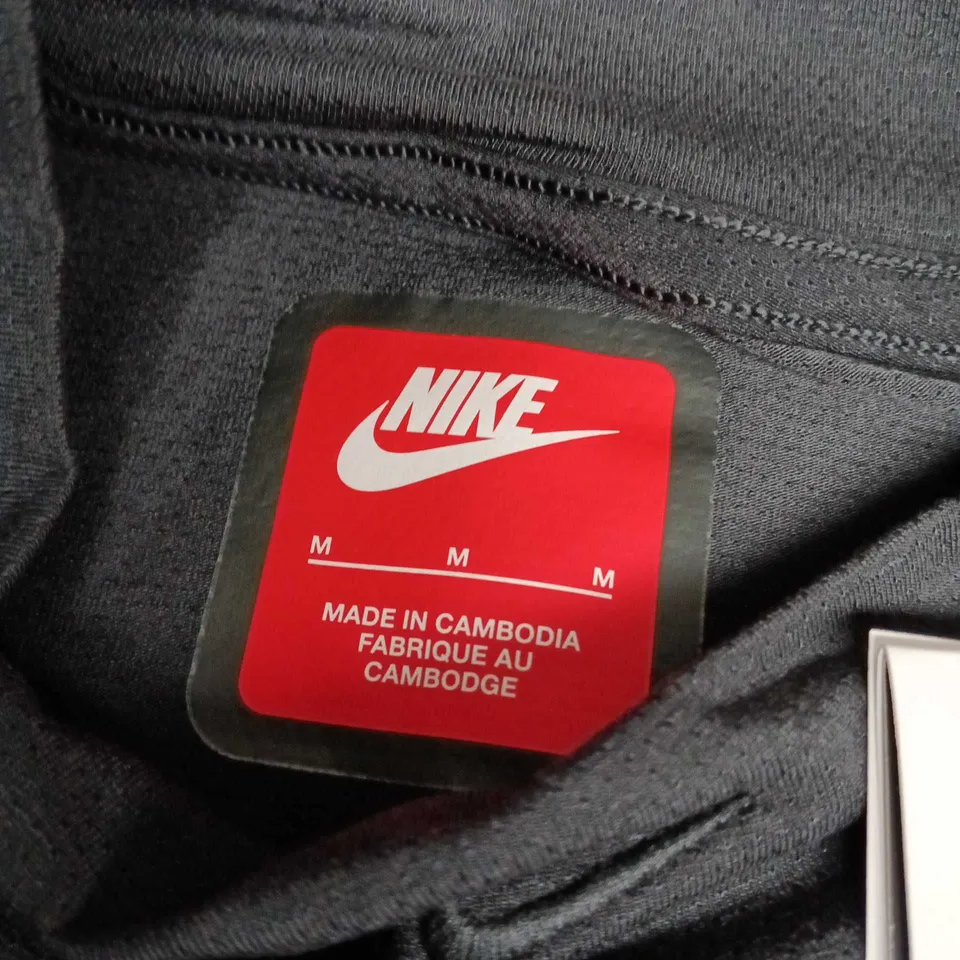 NIKE
M M M
MADE IN CAMBODIA
FABRIQUE AU
CAMBODGE